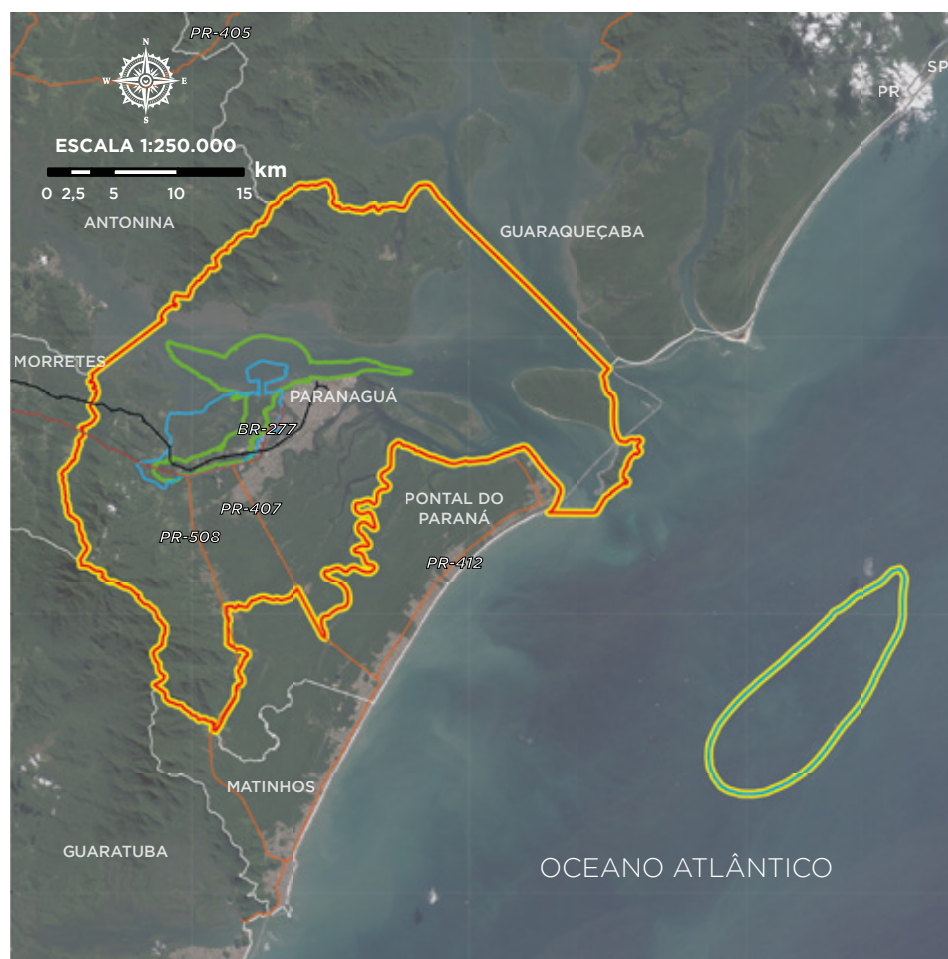 PR-405
N
W E
S
SP
PR
ESCALA 1:250.000
km
0 2,5 5 10 15
ANTONINA
GUARAQUEÇABA
MORRETES
PARANAGUÁ
BR-277
PONTAL DO
PARANÁ
PR-407
PR-508
PR-412
MATINHOS
GUARATUBA
OCEANO ATLÂNTICO